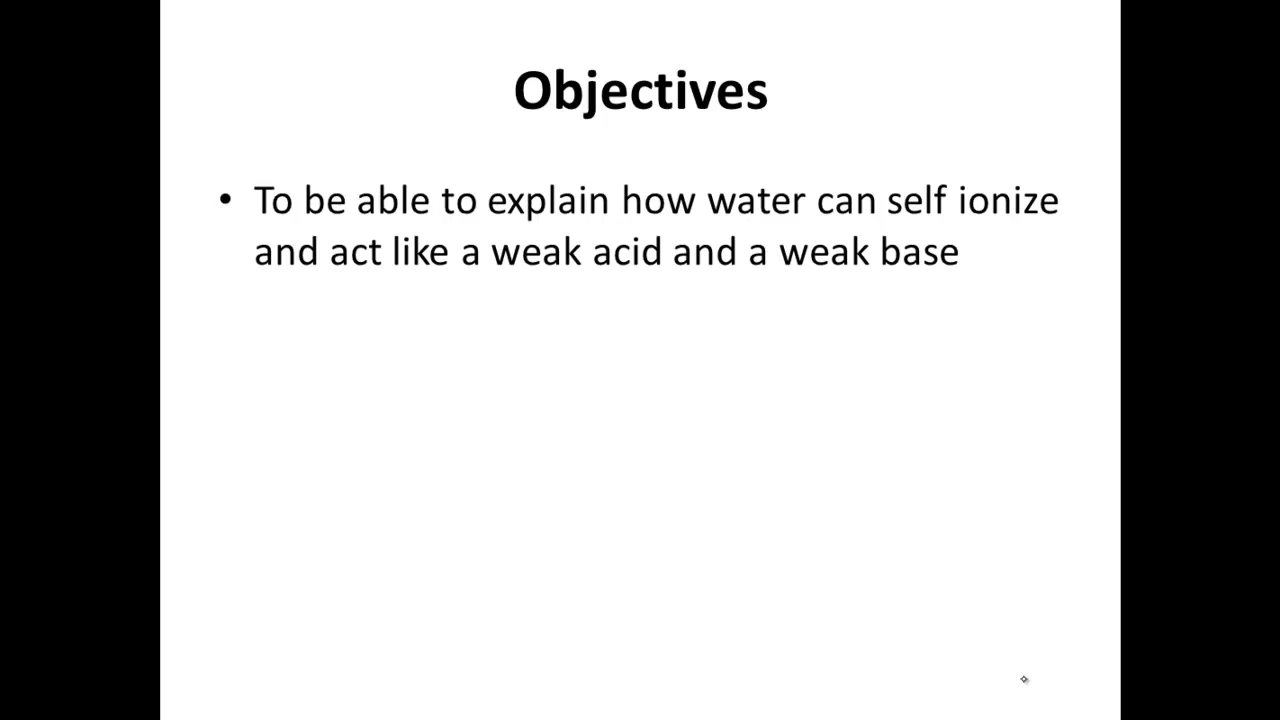 Objectives
• To be able to explain how water can self ionize
and act like a weak acid and a weak base